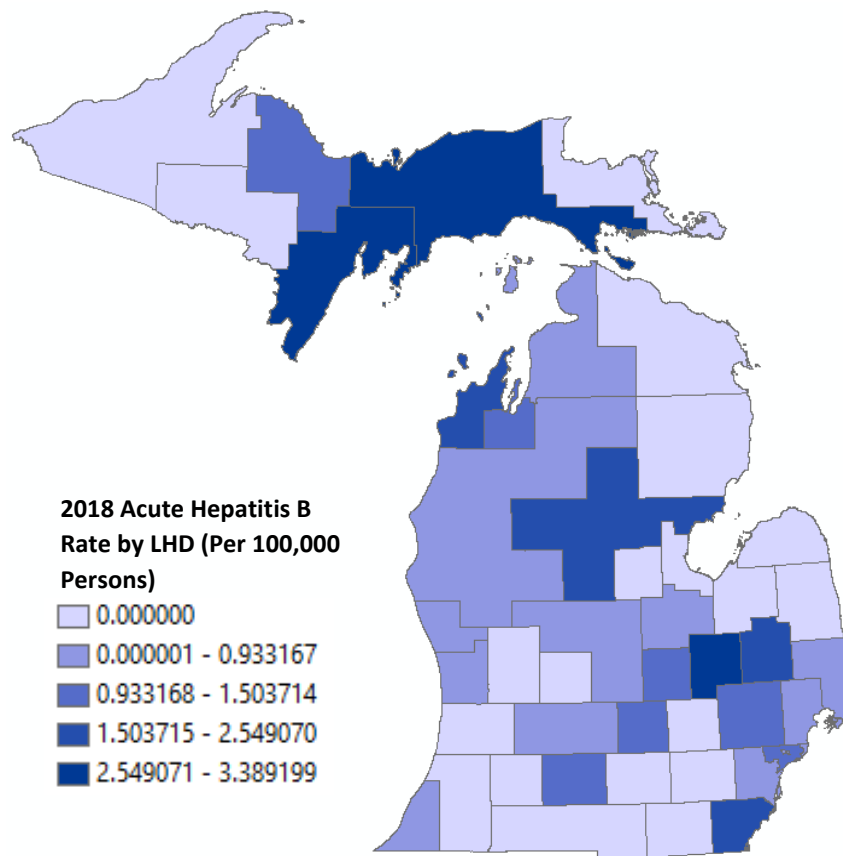 2018 Acute Hepatitis B
Rate by LHD (Per 100,000
Persons)
0.000000
0.000001 - 0.933167
0.933168 - 1.503714
1.503715 - 2.549070
2.549071 - 3.389199